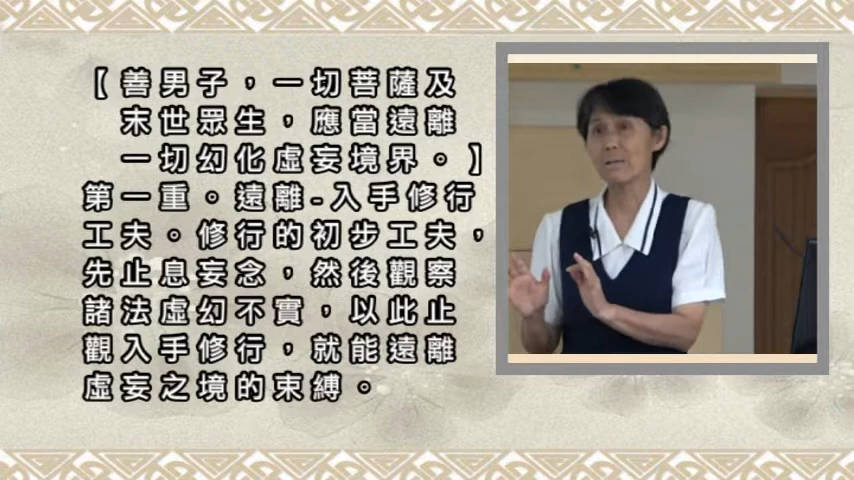 【善男子，一切菩薩及
末世眾生，應當遠離
一切幻化虛妄境界。】
第一重。遠離-入手修行
工夫。修行的初步工夫，
先止息妄念，然後觀察
諸法虛幻不實，以此止
觀入手修行，就能遠離
虛妄之境的束縛。